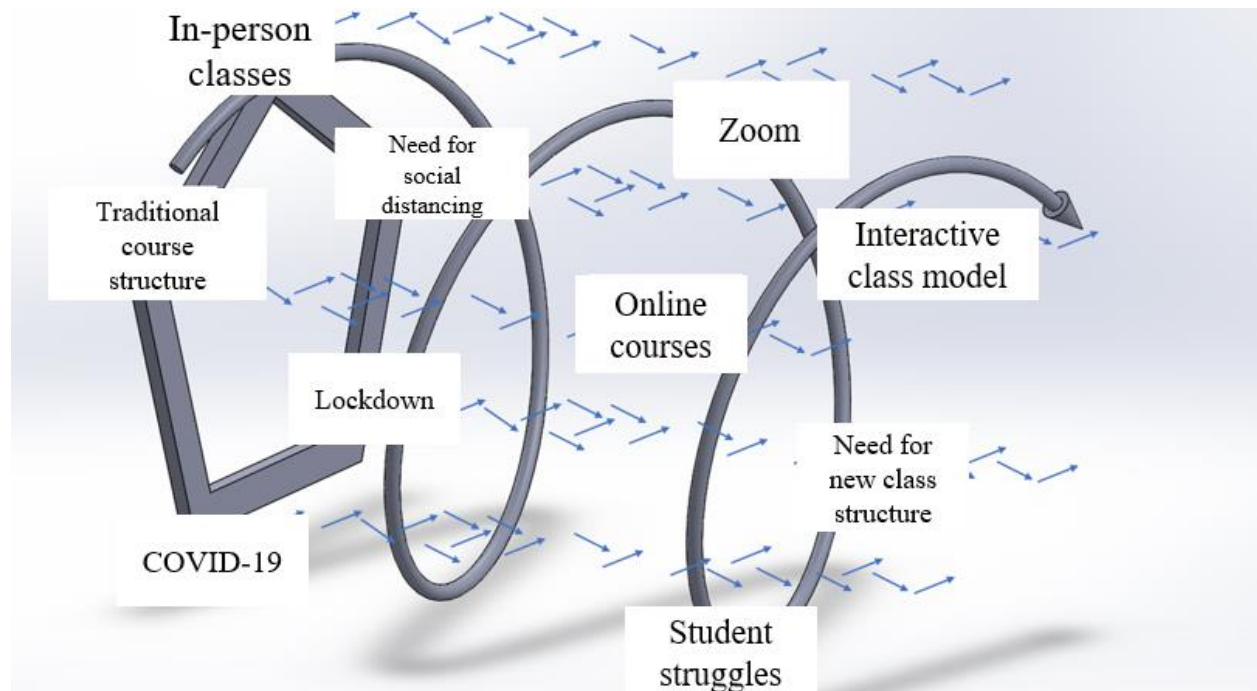 In-person
classes
Need for
social
distancing
Zoom
Traditional
course
structure
Interactive
class model
Online
courses
Lockdown
Need for
new class
structure
COVID-19
Student
struggles